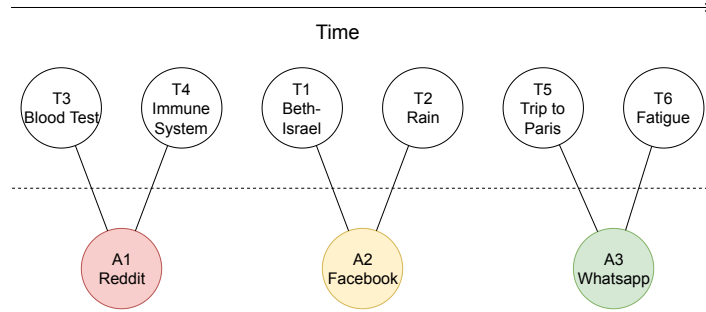 Time
T3
Blood Test
T4
Immune
System
T1
Beth-
Israel
T2
Rain
T5
Trip to
Paris
T6
Fatigue
A1
Reddit
A2
Facebook
A3
Whatsapp